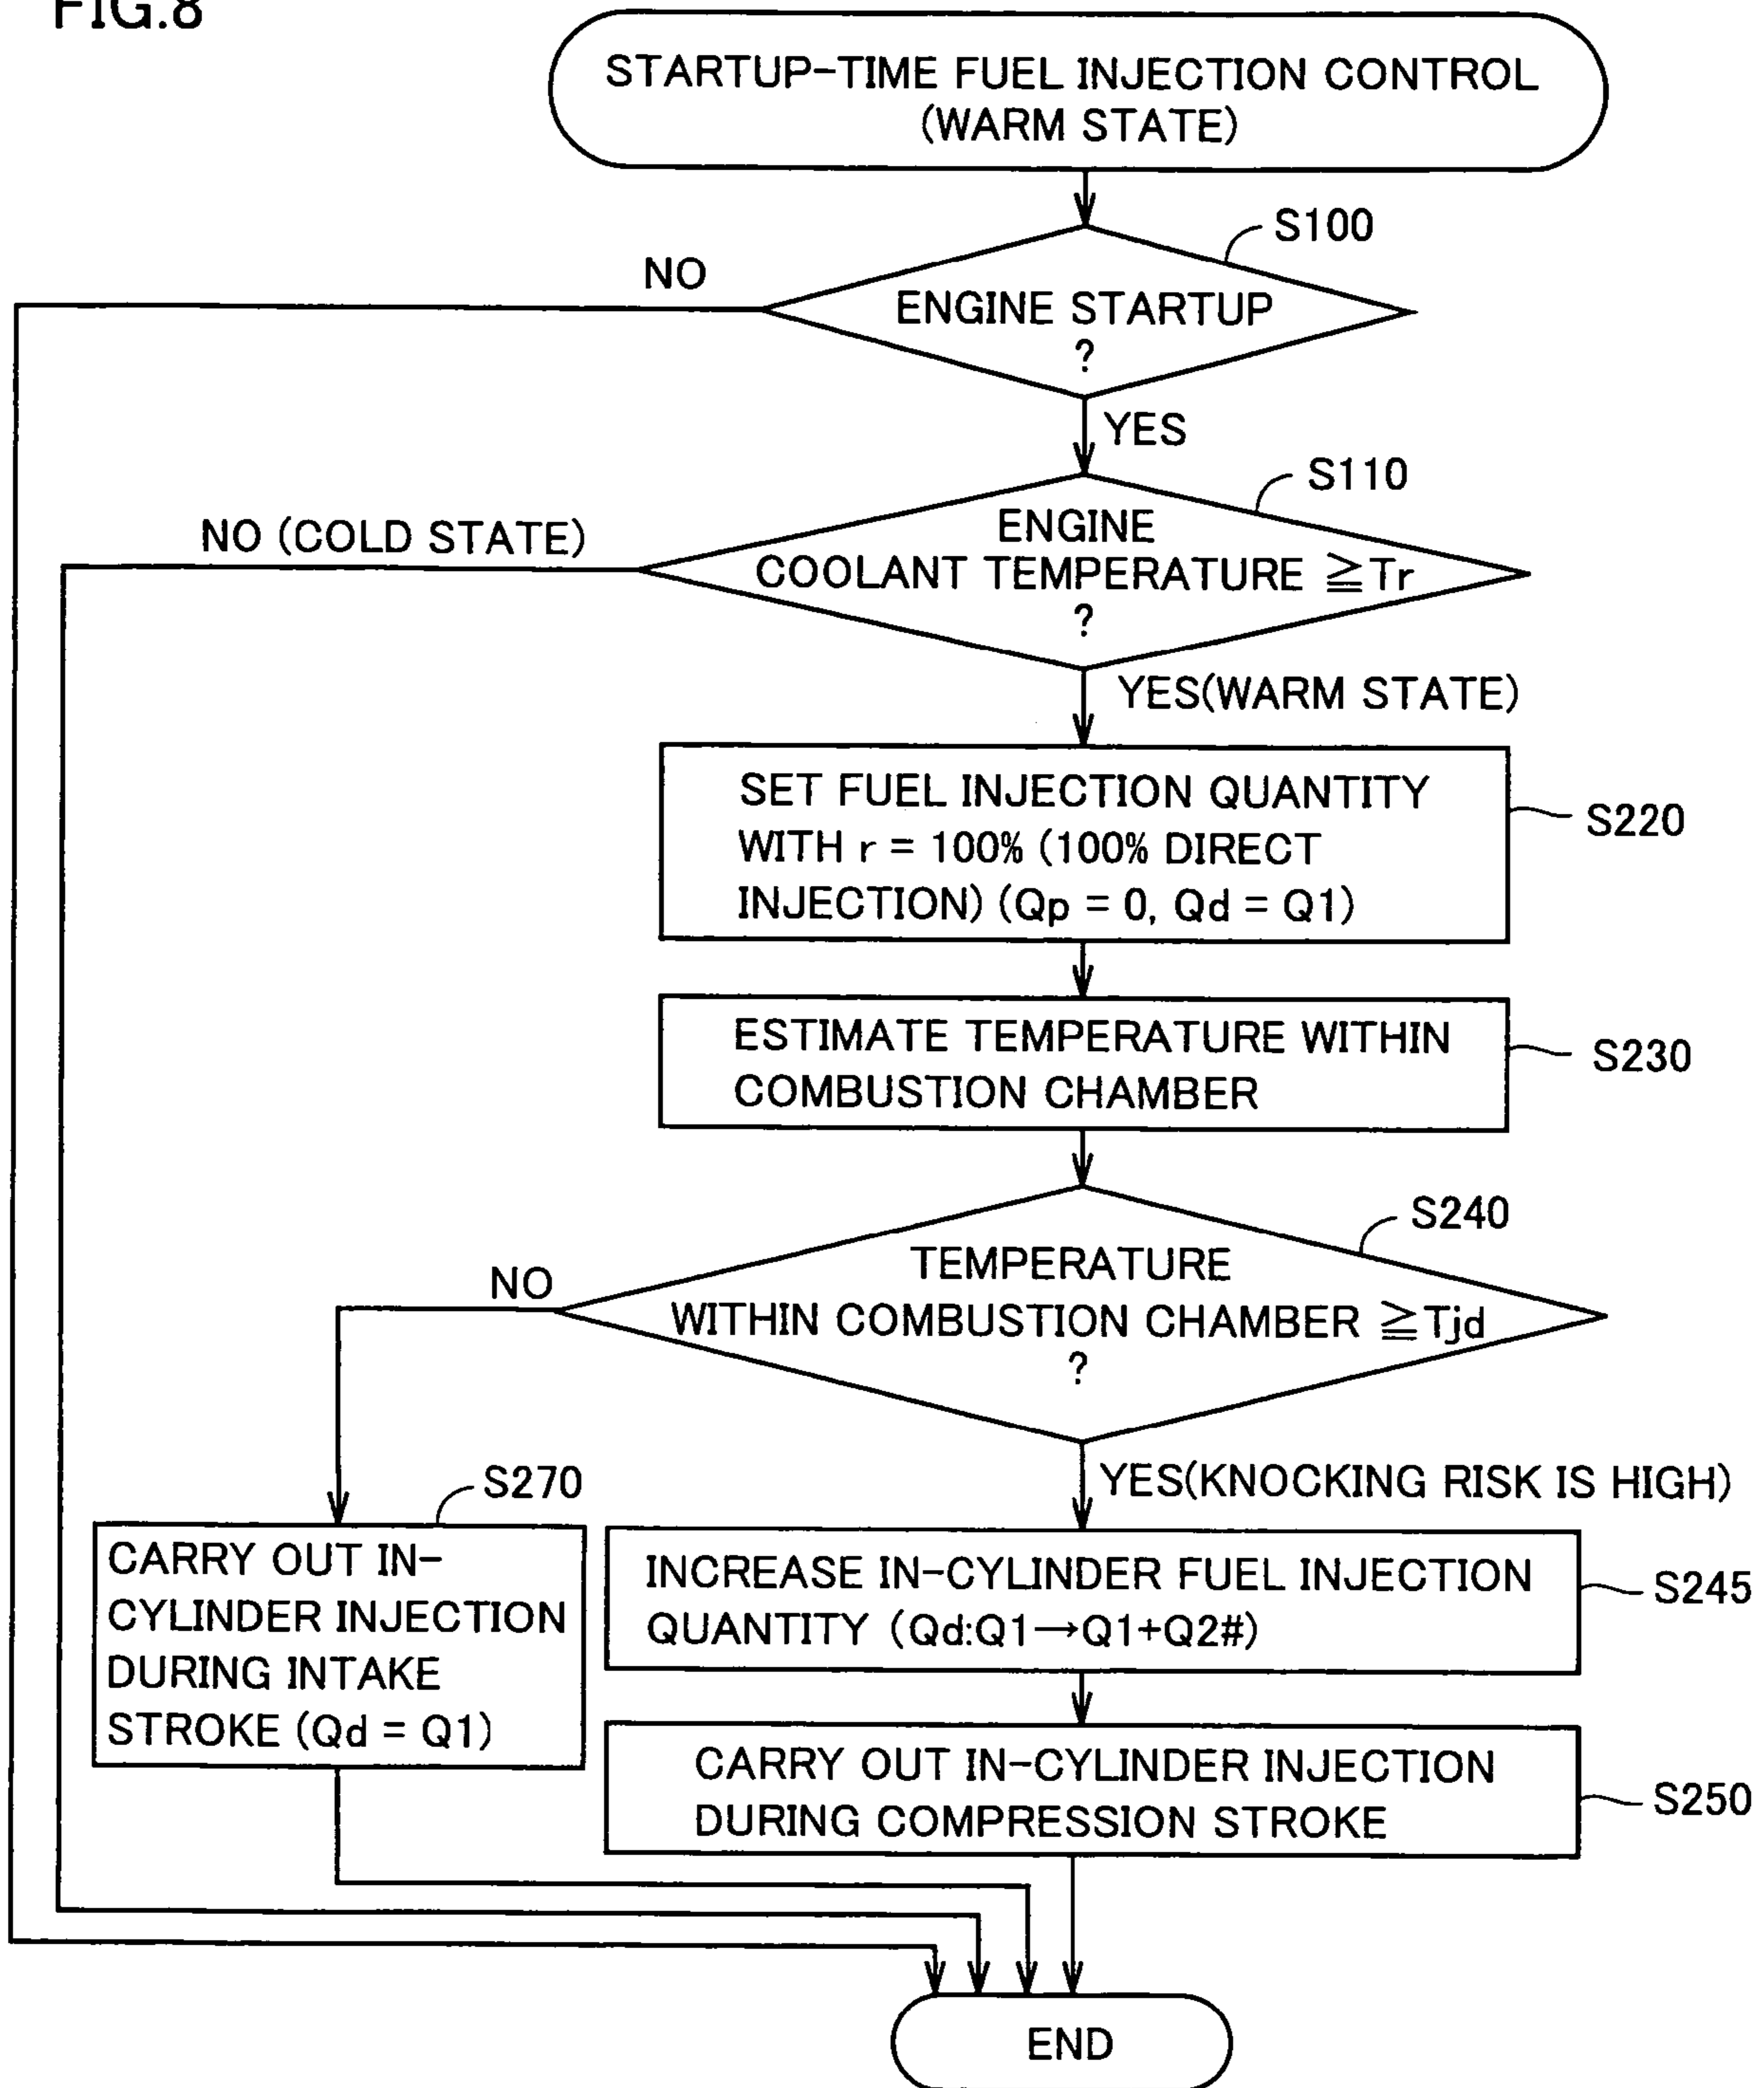 FIG.8
STARTUP-TIME FUEL INJECTION CONTROL
(WARM STATE)
S100
NO
ENGINE STARTUP
?
YES
S110
NO (COLD STATE)
ENGINE
COOLANT TEMPERATURE ≧Tr
?
YES(WARM STATE)
SET FUEL INJECTION QUANTITY
WITH r = 100% (100% DIRECT
INJECTION) (Qp = 0, Qd = Q1)
S220
ESTIMATE TEMPERATURE WITHIN
COMBUSTION CHAMBER
S230
S240
NO
TEMPERATURE
WITHIN COMBUSTION CHAMBER ≧Tjd
?
YES(KNOCKING RISK IS HIGH)
S270
CARRY OUT IN-
CYLINDER INJECTION
DURING INTAKE
STROKE (Qd = Q1)
INCREASE IN-CYLINDER FUEL INJECTION
QUANTITY (Qd:Q1→Q1+Q2#)
S245
CARRY OUT IN-CYLINDER INJECTION
DURING COMPRESSION STROKE
S250
END